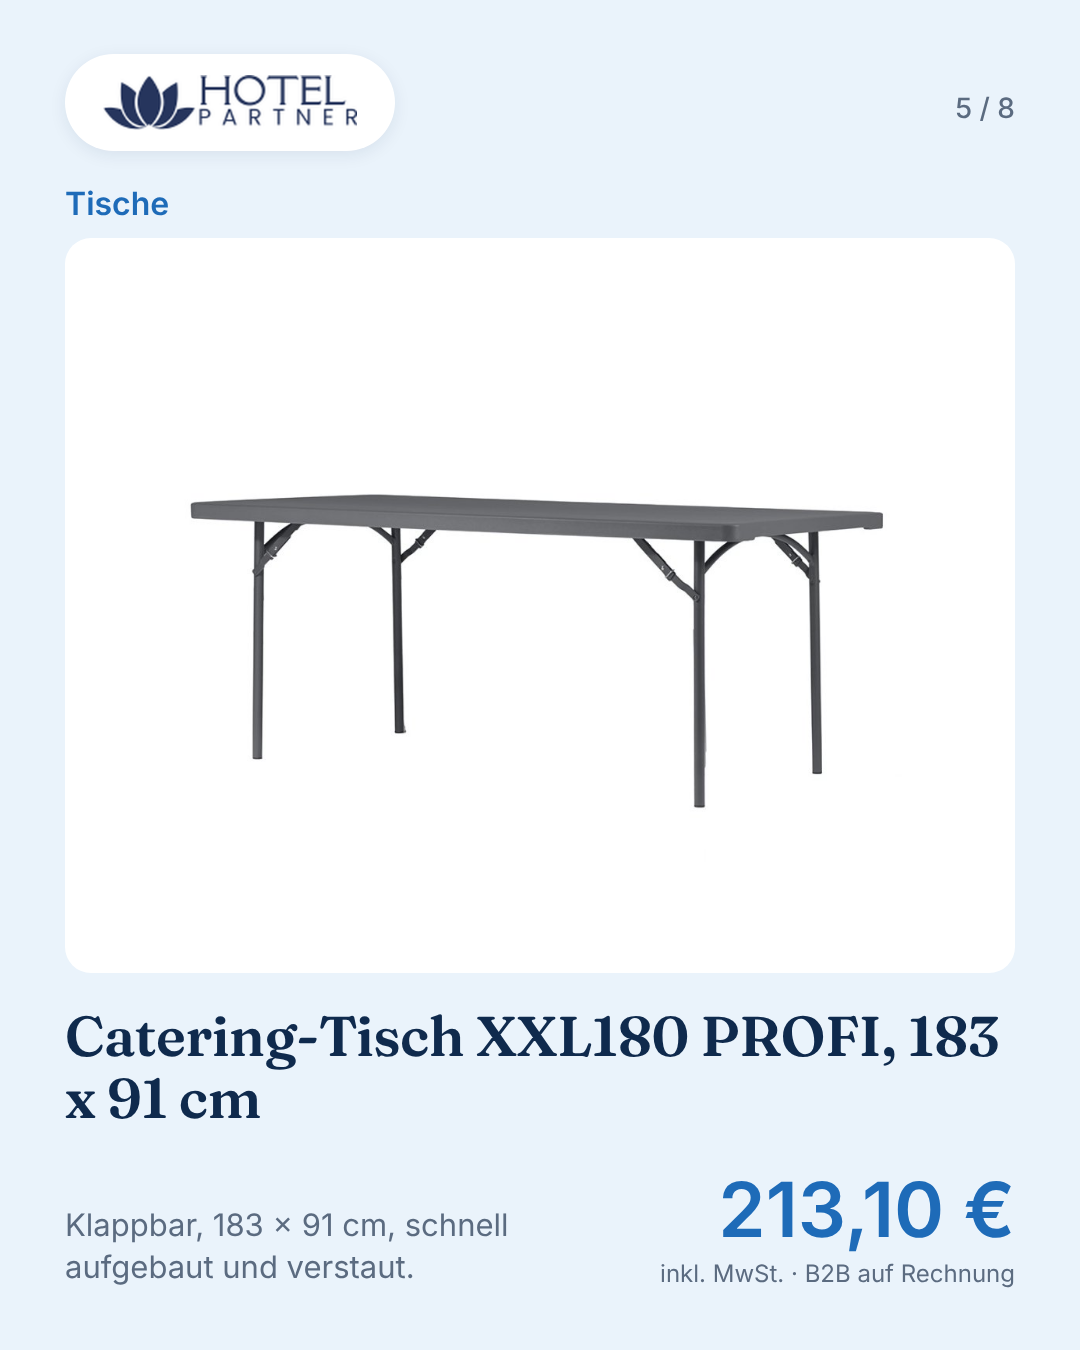 HOTEL
PARTNER
5 / 8
Tische
Catering-Tisch XXL180 PROFI, 183
x 91 cm
Klappbar, 183 × 91 cm, schnell
aufgebaut und verstaut.
213,10 €
inkl. MwSt. · B2B auf Rechnung